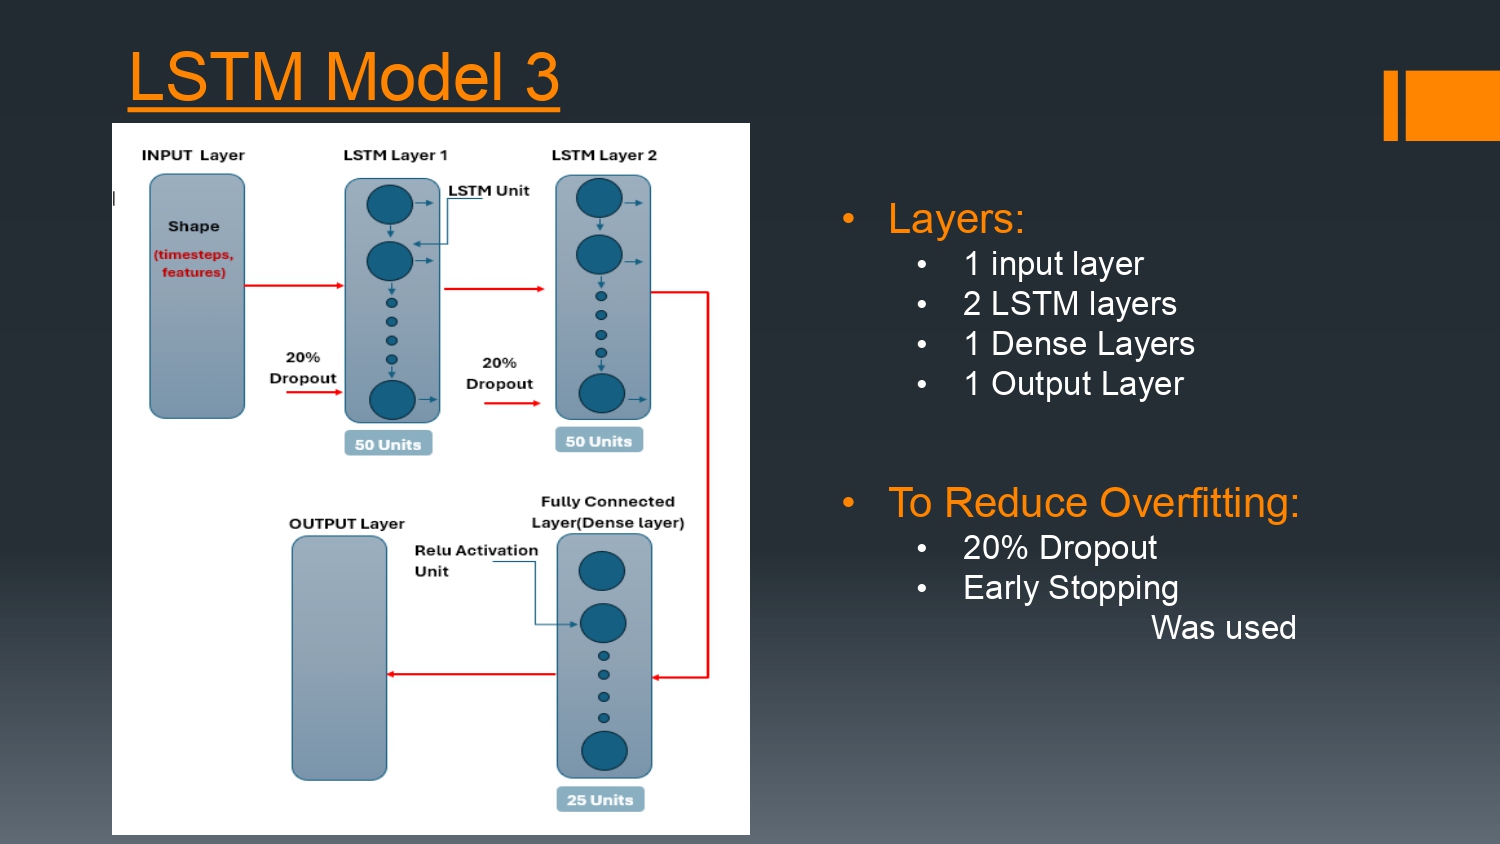 LSTM Model 3
INPUT Layer
LSTM Layer 1
LSTM Layer 2
LSTM Unit
Shape
(timesteps,
features)
20%
Dropout
20%
Dropout
50 Units
50 Units
Fully Connected
Layer(Dense layer)
OUTPUT Layer
Relu Activation
Unit
25 Units
• Layers:
• 1 input layer
• 2 LSTM layers
• 1 Dense Layers
• 1 Output Layer
• To Reduce Overfitting:
• 20% Dropout
• Early Stopping
Was used